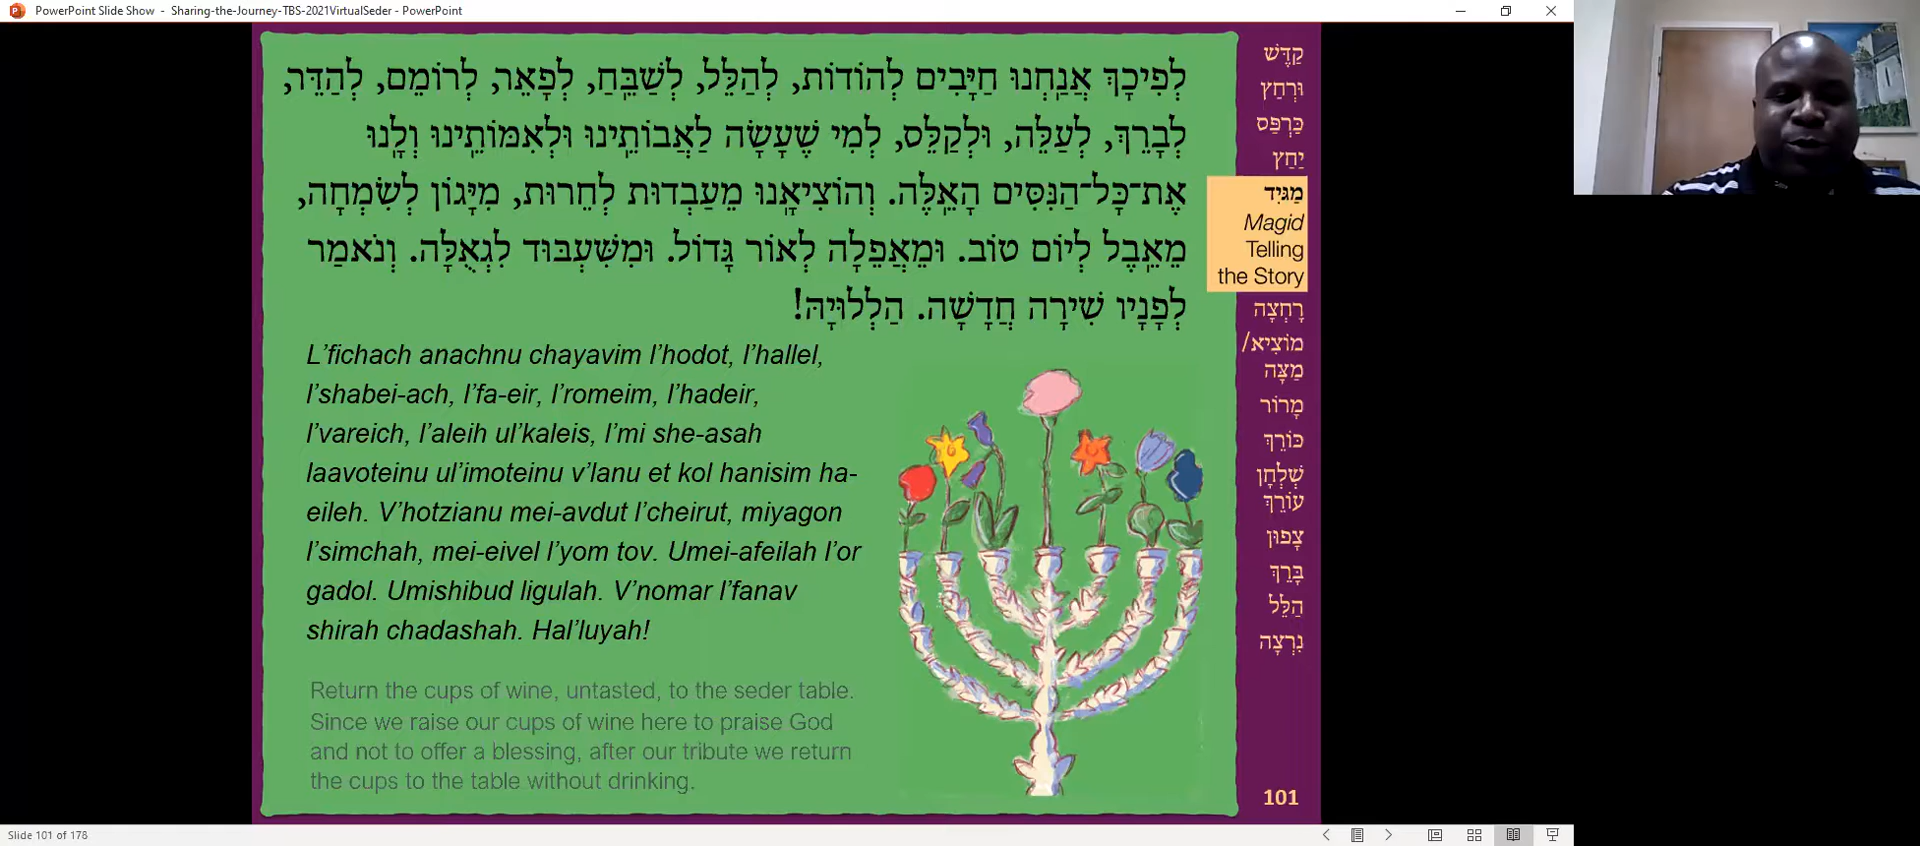 PowerPoint Slide Show - Sharing-the-Journey-TBS-2021VirtualSeder - PowerPoint
לְפִיכָךְ אֲנַֽחְנוּ חַיָּבִים לְהוֹדוֹת, לְהַלֵּל, לְשַׁבֵּֽחַ, לְפָאֵר, לְרוֹמֵם, לְהַדֵּר,
לְבָרֵךְ, לְעַלֵּה, וּלְקַלֵּס, לְמִי שֶׁעָשָׂה לַאֲבוֹתֵֽינוּ וּלְאִמּוֹתֵֽינוּ וְלָֽנוּ
אֶת־כׇּל־הַנִּסִּים הָאֵֽלֶּה. וְהוֹצִיאָֽנוּ מֵעַבְדוּת לְחֵרוּת, מִיָּגוֹן לְשִׂמְחָה,
מֵאֵֽבֶל לְיוֹם טוֹב. וּמֵאֲפֵלָה לְאוֹר גָּדוֹל. וּמִשִּׁעְבּוּד לִגְאֻלָּה. וְנֹאמַר
לְפָנָיו שִׁירָה חֲדָשָׁה. הַלְלוּיָהּ!
L'fichach anachnu chayavim l'hodot, l'hallel,
l'shabei-ach, l'fa-eir, l'romeim, l'hadeir,
l'vareich, l'aleih ul'kaleis, l'mi she-asah
laavoteinu ul'imoteinu v'lanu et kol hanisim ha-
eileh. V'hotzianu mei-avdut l'cheirut, miyagon
l'simchah, mei-eivel l'yom tov. Umei-afeilah l'or
gadol. Umishibud ligulah. V'nomar l'fanav
shirah chadashah. Hal'luyah!
Return the cups of wine, untasted, to the seder table.
Since we raise our cups of wine here to praise God
and not to offer a blessing, after our tribute we return
the cups to the table without drinking.
קַדֵּשׁ
וּרְחַץ
כַּרְפַּס
יַחַץ
מַגִּיד
Magid
Telling
the Story
רָחְצָה
מוֹצִיא/
מַצָּה
מָרוֹר
כּוֹרֵךְ
שֻׁלְחָן
עוֹרֵךְ
צָפוּן
בָּרֵךְ
הַלֵּל
נִרְצָה
101
Slide 101 of 178